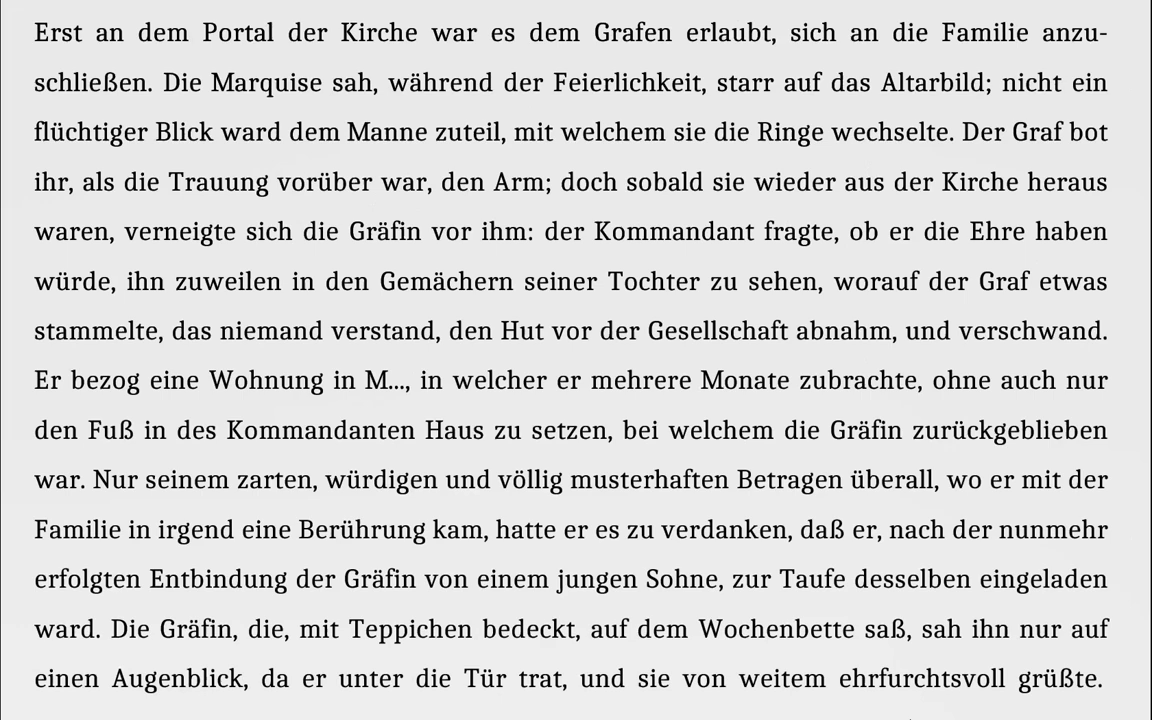 Erst an dem Portal der Kirche war es dem Grafen erlaubt, sich an die Familie anzu-
schließen. Die Marquise sah, während der Feierlichkeit, starr auf das Altarbild; nicht ein
flüchtiger Blick ward dem Manne zuteil, mit welchem sie die Ringe wechselte. Der Graf bot
ihr, als die Trauung vorüber war, den Arm; doch sobald sie wieder aus der Kirche heraus
waren, verneigte sich die Gräfin vor ihm: der Kommandant fragte, ob er die Ehre haben
würde, ihn zuweilen in den Gemächern seiner Tochter zu sehen, worauf der Graf etwas
stammelte, das niemand verstand, den Hut vor der Gesellschaft abnahm, und verschwand.
Er bezog eine Wohnung in M..., in welcher er mehrere Monate zubrachte, ohne auch nur
den Fuß in des Kommandanten Haus zu setzen, bei welchem die Gräfin zurückgeblieben
war. Nur seinem zarten, würdigen und völlig musterhaften Betragen überall, wo er mit der
Familie in irgend eine Berührung kam, hatte er es zu verdanken, daß er, nach der nunmehr
erfolgten Entbindung der Gräfin von einem jungen Sohne, zur Taufe desselben eingeladen
ward. Die Gräfin, die, mit Teppichen bedeckt, auf dem Wochenbette saß, sah ihn nur auf
einen Augenblick, da er unter die Tür trat, und sie von weitem ehrfurchtsvoll grüßte.